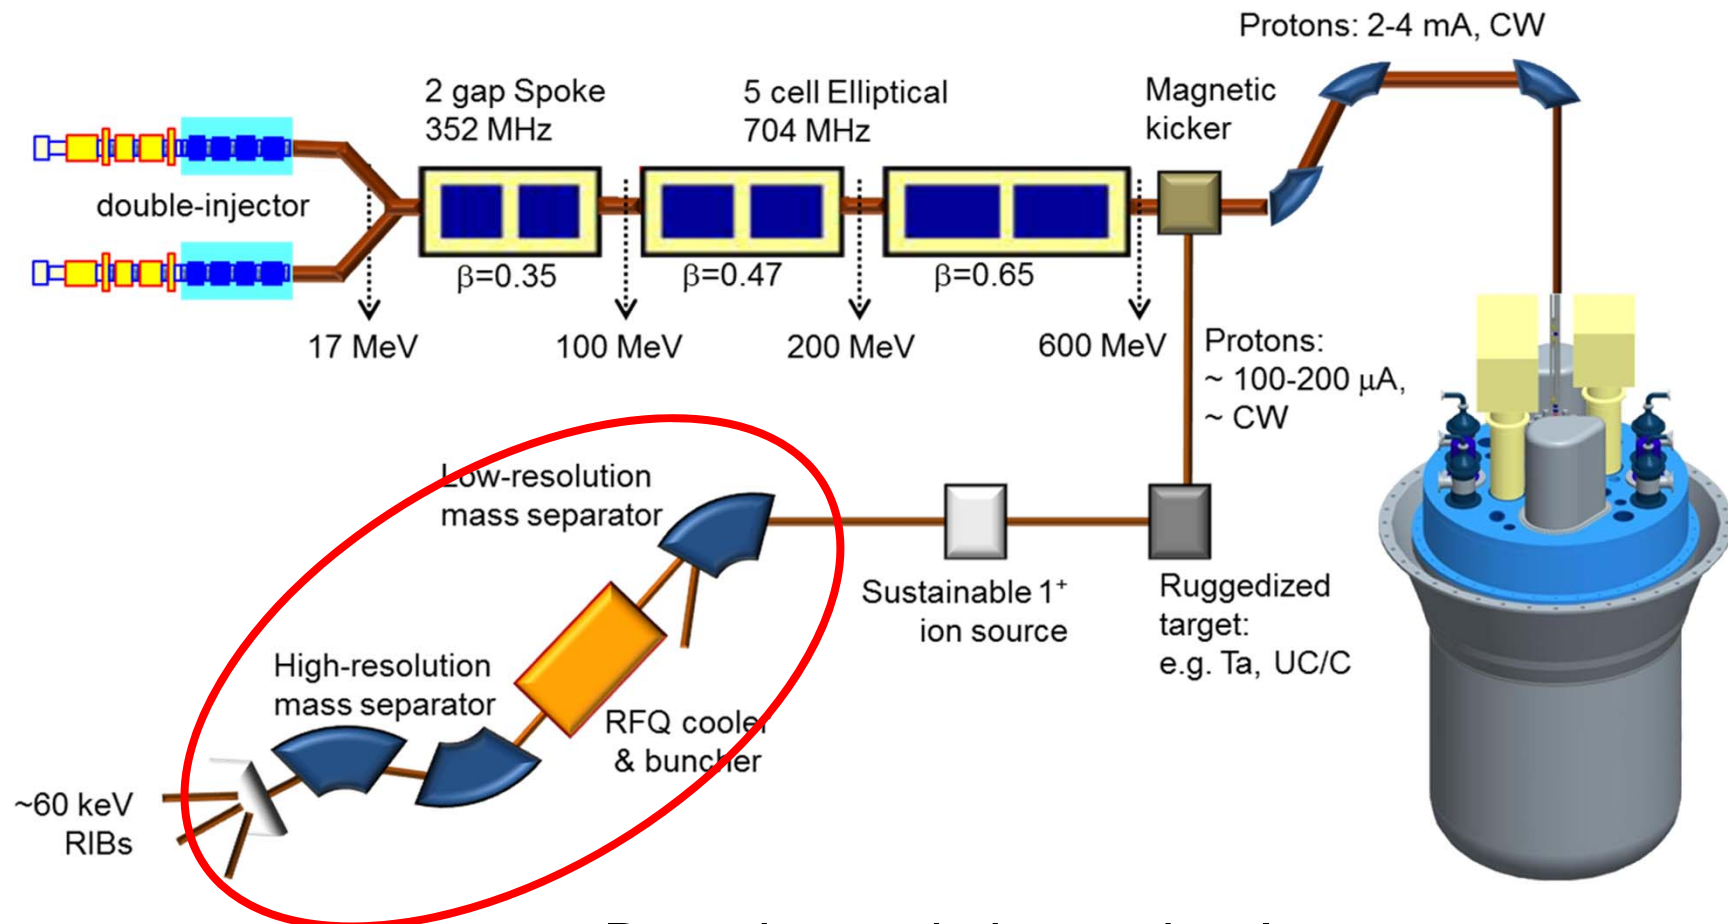 Protons: 2-4 mA, CW
2 gap Spoke
352 MHz
5 cell Elliptical
704 MHz
Magnetic
kicker
double-injector
β=0.35
β=0.47
β=0.65
17 MeV
100 MeV
200 MeV
600 MeV
Protons:
~ 100-200 μA,
~ CW
Low-resolution
mass separator
Sustainable 1⁺
ion source
Ruggedized
target:
e.g. Ta, UC/C
High-resolution
mass separator
RFQ cooler
& buncher
~60 keV
RIBs